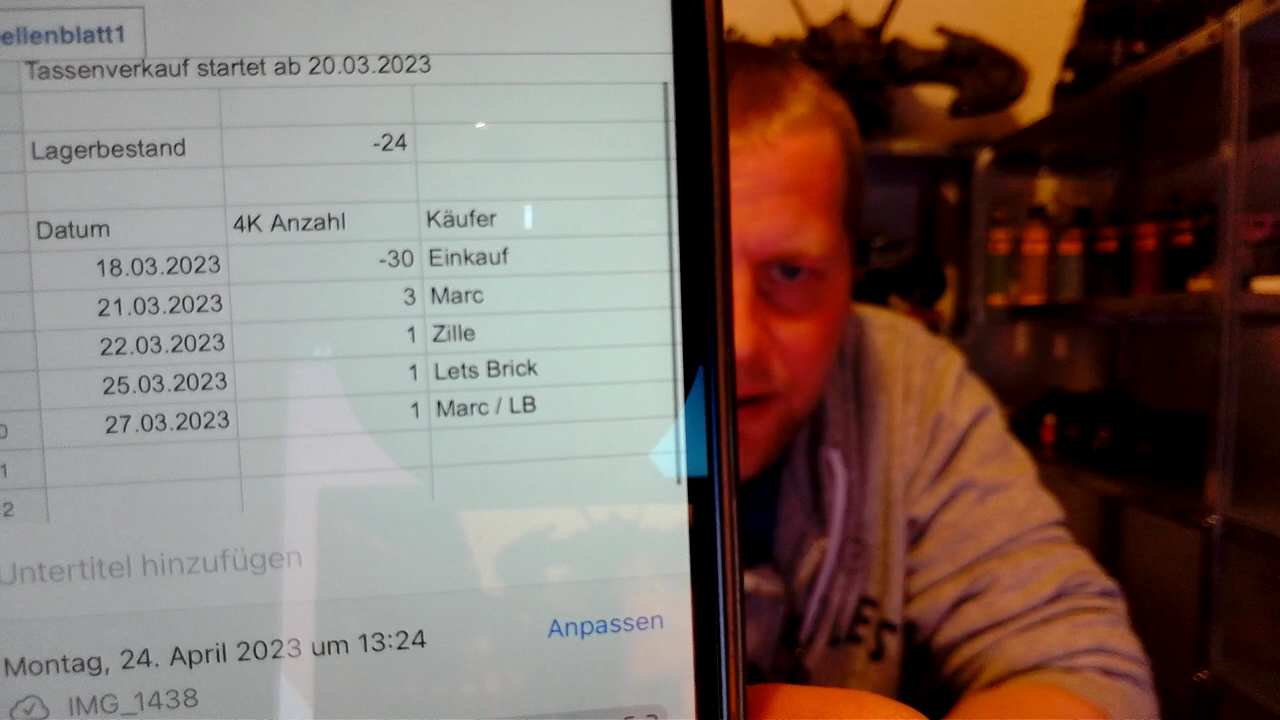 ellenblatt1
Tassenverkauf startet ab 20.03.2023
Lagerbestand -24
Datum 4K Anzahl Käufer
18.03.2023 -30 Einkauf
21.03.2023 3 Marc
22.03.2023 1 Zille
25.03.2023 1 Lets Brick
27.03.2023 1 Marc / LB
0
1
2
Untertitel hinzufügen
Montag, 24. April 2023 um 13:24 Anpassen
IMG_1438